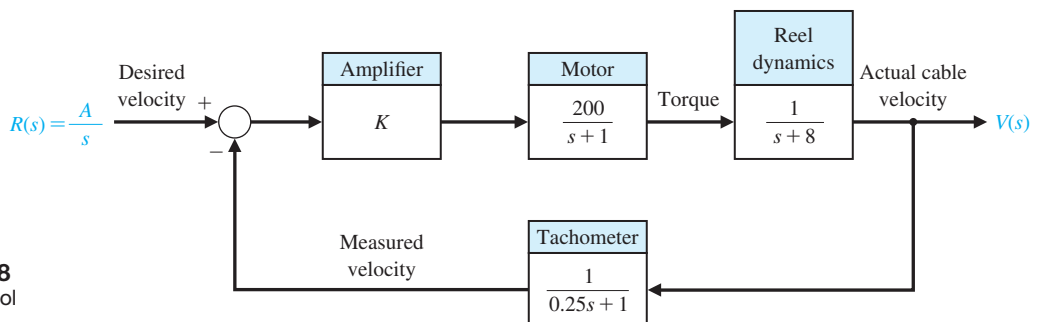 Desired
velocity
+
−
R(s) = A/s
Amplifier
K
Motor
200
s + 1
Torque
Reel
dynamics
1
s + 8
Actual cable
velocity
V(s)
Measured
velocity
Tachometer
1
0.25s + 1
8
ol